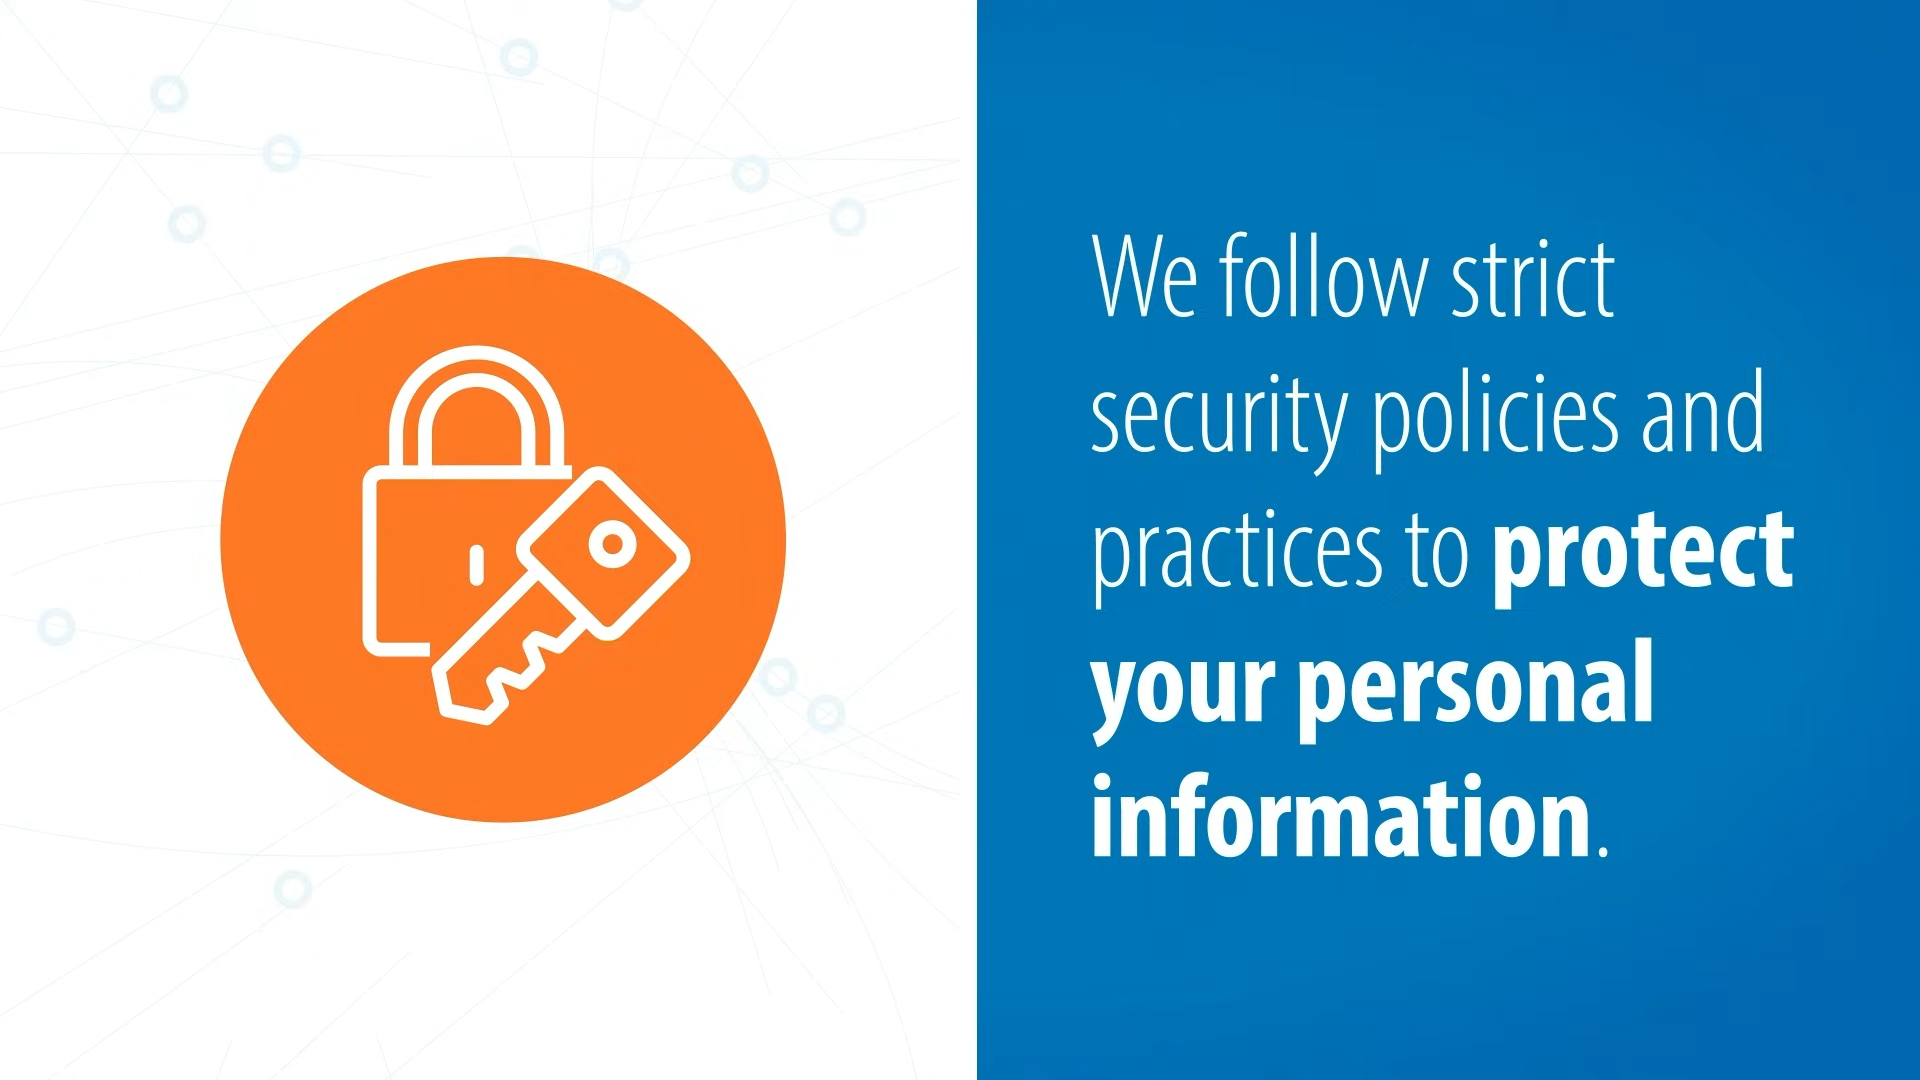 We follow strict
security policies and
practices to protect
your personal
information.